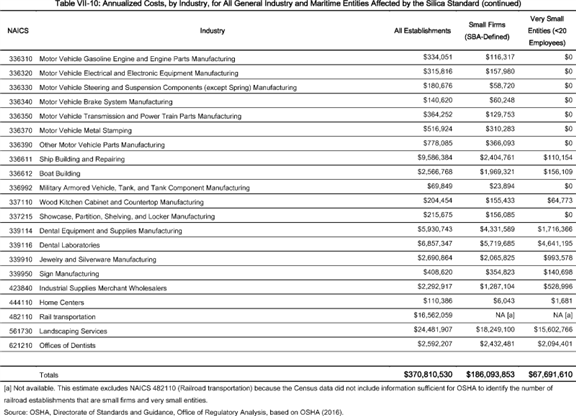 Table VII-10: Annualized Costs, by Industry, for All General Industry and Maritime Entities Affected by the Silica Standard (continued)
NAICS Industry All Establishments Small Firms (SBA-Defined) Very Small Entities (<20 Employees)
336310 Motor Vehicle Gasoline Engine and Engine Parts Manufacturing $334,051 $116,317 $0
336320 Motor Vehicle Electrical and Electronic Equipment Manufacturing $315,816 $157,980 $0
336330 Motor Vehicle Steering and Suspension Components (except Spring) Manufacturing $180,676 $58,720 $0
336340 Motor Vehicle Brake System Manufacturing $140,620 $60,248 $0
336350 Motor Vehicle Transmission and Power Train Parts Manufacturing $364,252 $129,753 $0
336370 Motor Vehicle Metal Stamping $516,924 $310,283 $0
336390 Other Motor Vehicle Parts Manufacturing $778,085 $366,093 $0
336611 Ship Building and Repairing $9,586,384 $2,404,761 $110,154
336612 Boat Building $2,566,768 $1,969,321 $156,109
336992 Military Armored Vehicle, Tank, and Tank Component Manufacturing $69,849 $23,894 $0
337110 Wood Kitchen Cabinet and Countertop Manufacturing $204,454 $155,433 $64,773
337215 Showcase, Partition, Shelving, and Locker Manufacturing $215,675 $156,085 $0
339114 Dental Equipment and Supplies Manufacturing $5,930,743 $4,331,589 $1,716,366
339116 Dental Laboratories $6,857,347 $5,719,685 $4,641,195
339910 Jewelry and Silverware Manufacturing $2,690,864 $2,065,825 $993,578
339950 Sign Manufacturing $408,620 $354,823 $140,698
423840 Industrial Supplies Merchant Wholesalers $2,292,917 $1,287,104 $528,996
444110 Home Centers $110,386 $6,043 $1,681
482110 Rail transportation $16,562,059 NA [a] NA [a]
561730 Landscaping Services $24,481,907 $18,249,100 $15,602,766
621210 Offices of Dentists $2,592,207 $2,432,481 $2,094,401
Totals $370,810,530 $186,093,853 $67,691,610
[a] Not available. This estimate excludes NAICS 482110 (Railroad transportation) because the Census data did not include information sufficient for OSHA to identify the number of
railroad establishments that are small firms and very small entities.
Source: OSHA, Directorate of Standards and Guidance, Office of Regulatory Analysis, based on OSHA (2016).